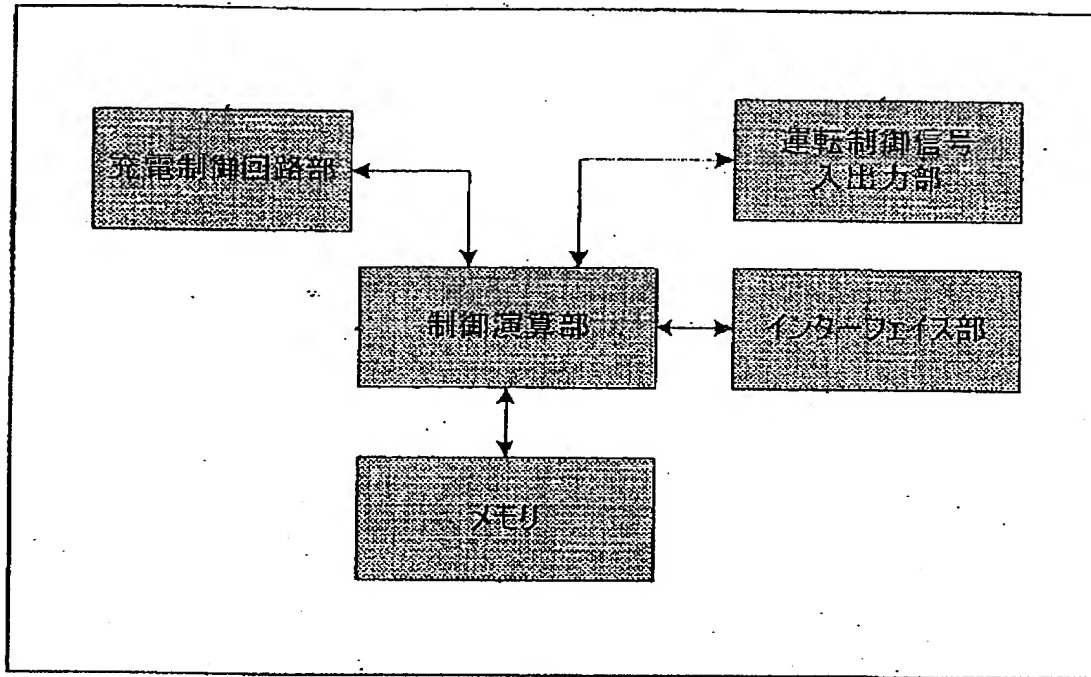 充電制御回路部
運転制御信号
入出力部
制御演算部
インターフェイス部
メモリ